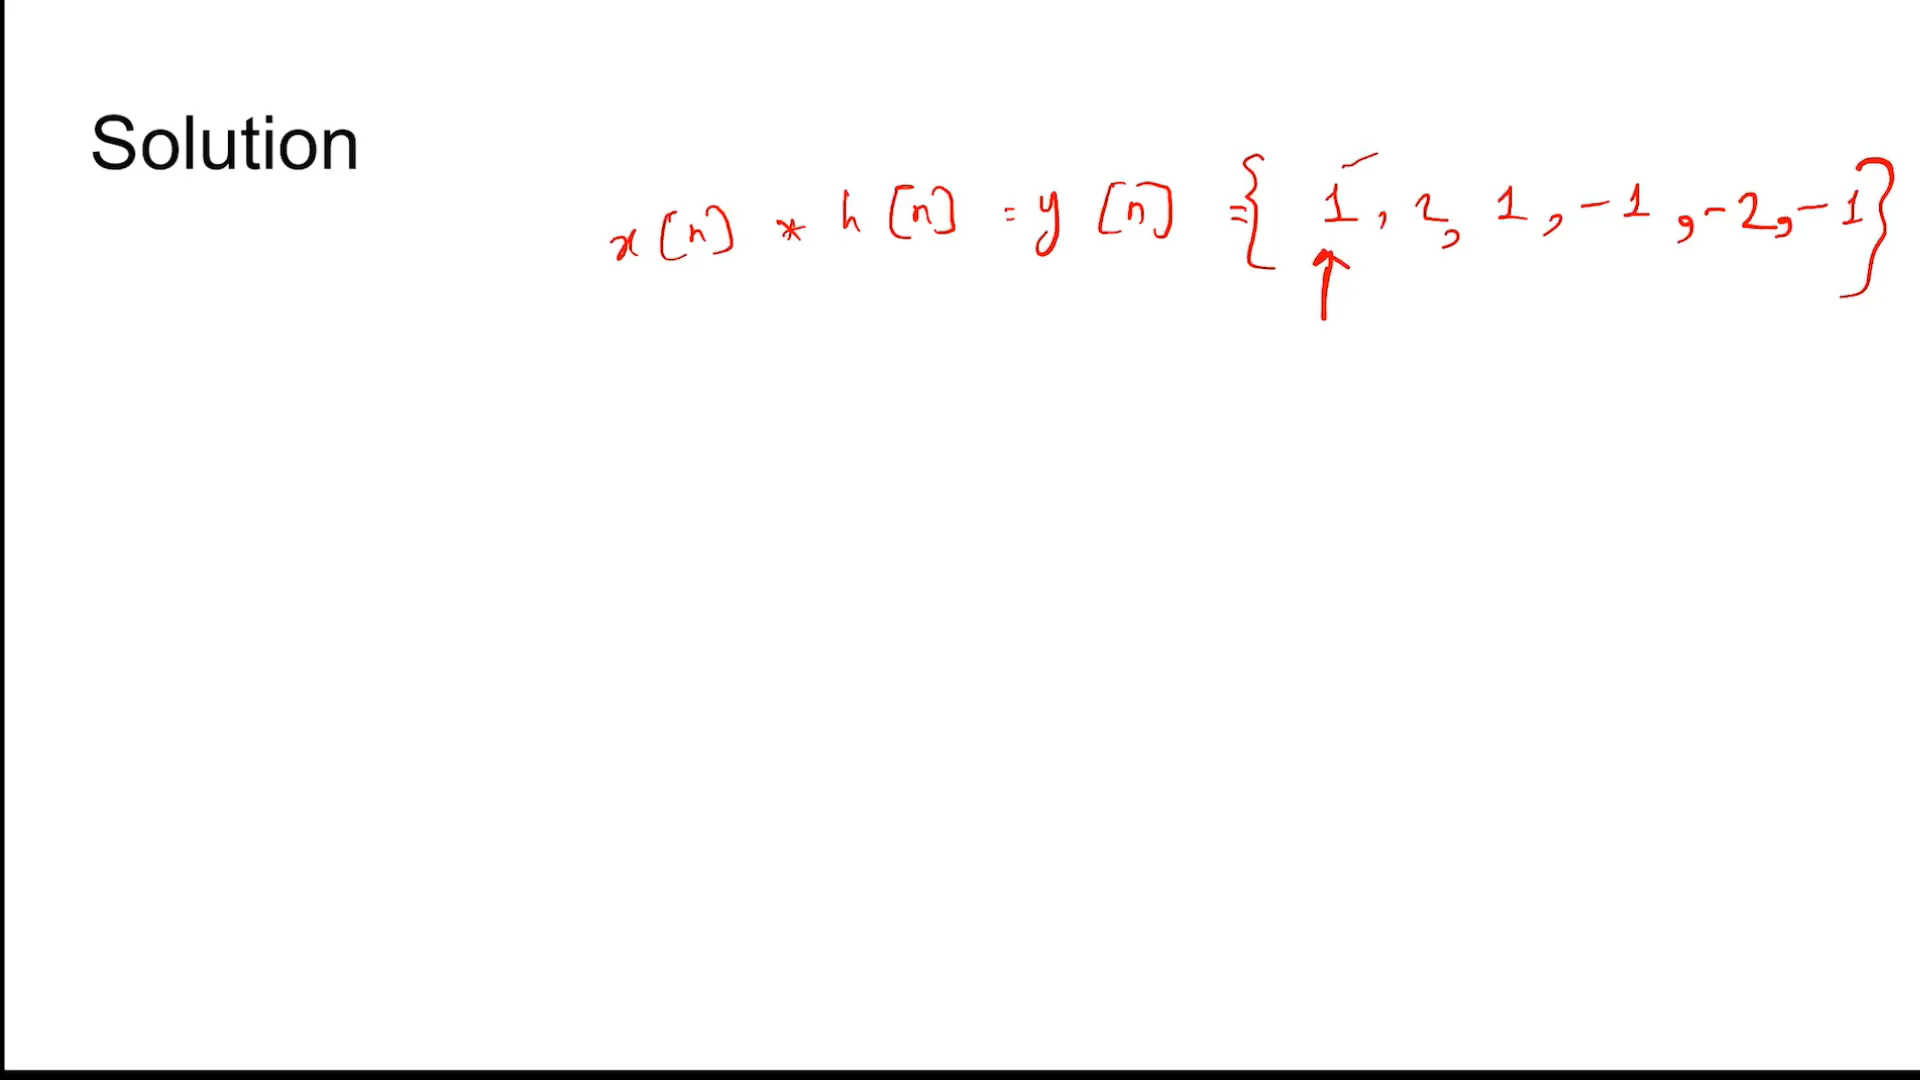 Solution
x[n] * h[n] = y[n] = { 1, 2, 1, -1, -2, -1 }
↑